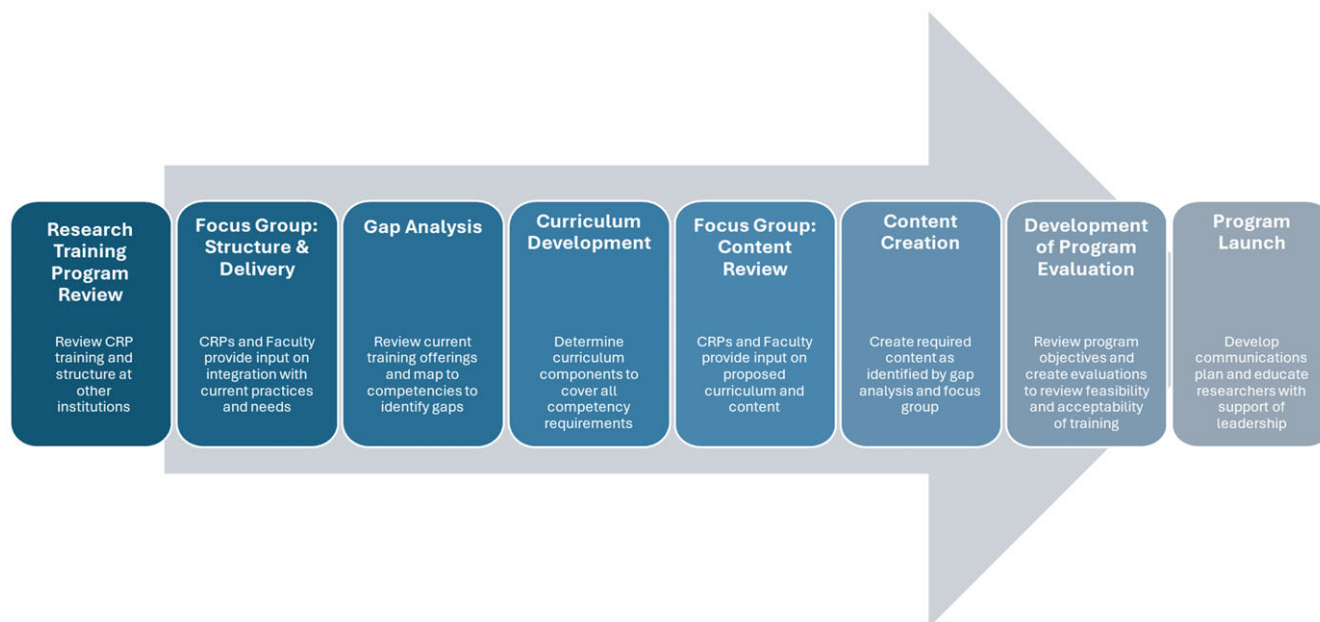 Research
Training
Program
Review
Review CRP
training and
structure at
other
institutions
Focus Group:
Structure &
Delivery
CRPs and Faculty
provide input on
integration with
current practices
and needs
Gap Analysis
Review current
training offerings
and map to
competencies to
identify gaps
Curriculum
Development
Determine
curriculum
components to
cover all
competency
requirements
Focus Group:
Content
Review
CRPs and Faculty
provide input on
proposed
curriculum and
content
Content
Creation
Create required
content as
identified by gap
analysis and focus
group
Development
of Program
Evaluation
Review program
objectives and
create evaluations
to review feasibility
and acceptability
of training
Program
Launch
Develop
communications
plan and educate
researchers with
support of
leadership